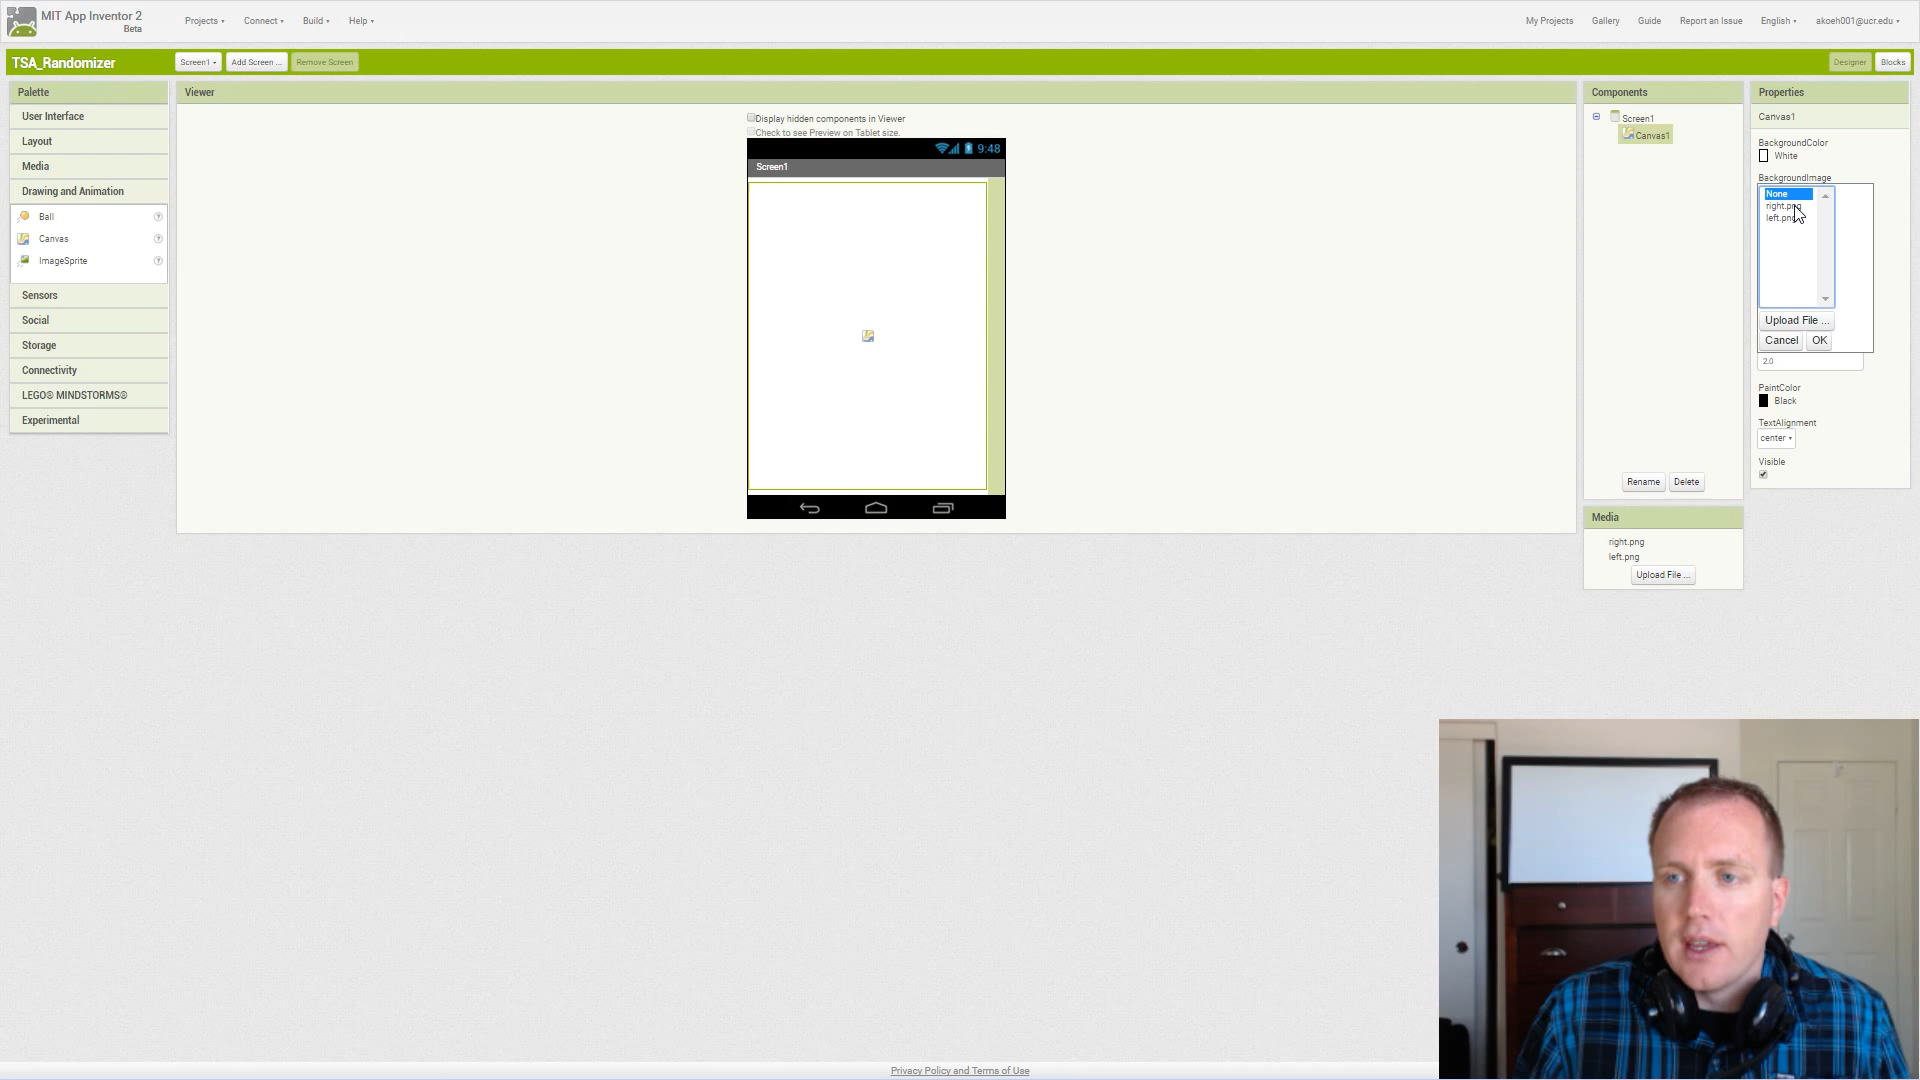 MIT App Inventor 2
Beta
Projects
Connect
Build
Help
My Projects
Gallery
Guide
Report an Issue
English
akoeh001@ucr.edu
TSA_Randomizer
Screen1
Add Screen ...
Remove Screen
Designer
Blocks
Palette
User Interface
Layout
Media
Drawing and Animation
Ball
Canvas
ImageSprite
Sensors
Social
Storage
Connectivity
LEGO® MINDSTORMS®
Experimental
Viewer
Display hidden components in Viewer
Check to see Preview on Tablet size.
9:48
Screen1
Components
Screen1
Canvas1
Rename
Delete
Media
right.png
left.png
Upload File ...
Properties
Canvas1
BackgroundColor
White
BackgroundImage
None
right.png
left.png
Upload File ...
Cancel
OK
2.0
PaintColor
Black
TextAlignment
center
Visible
Privacy Policy and Terms of Use